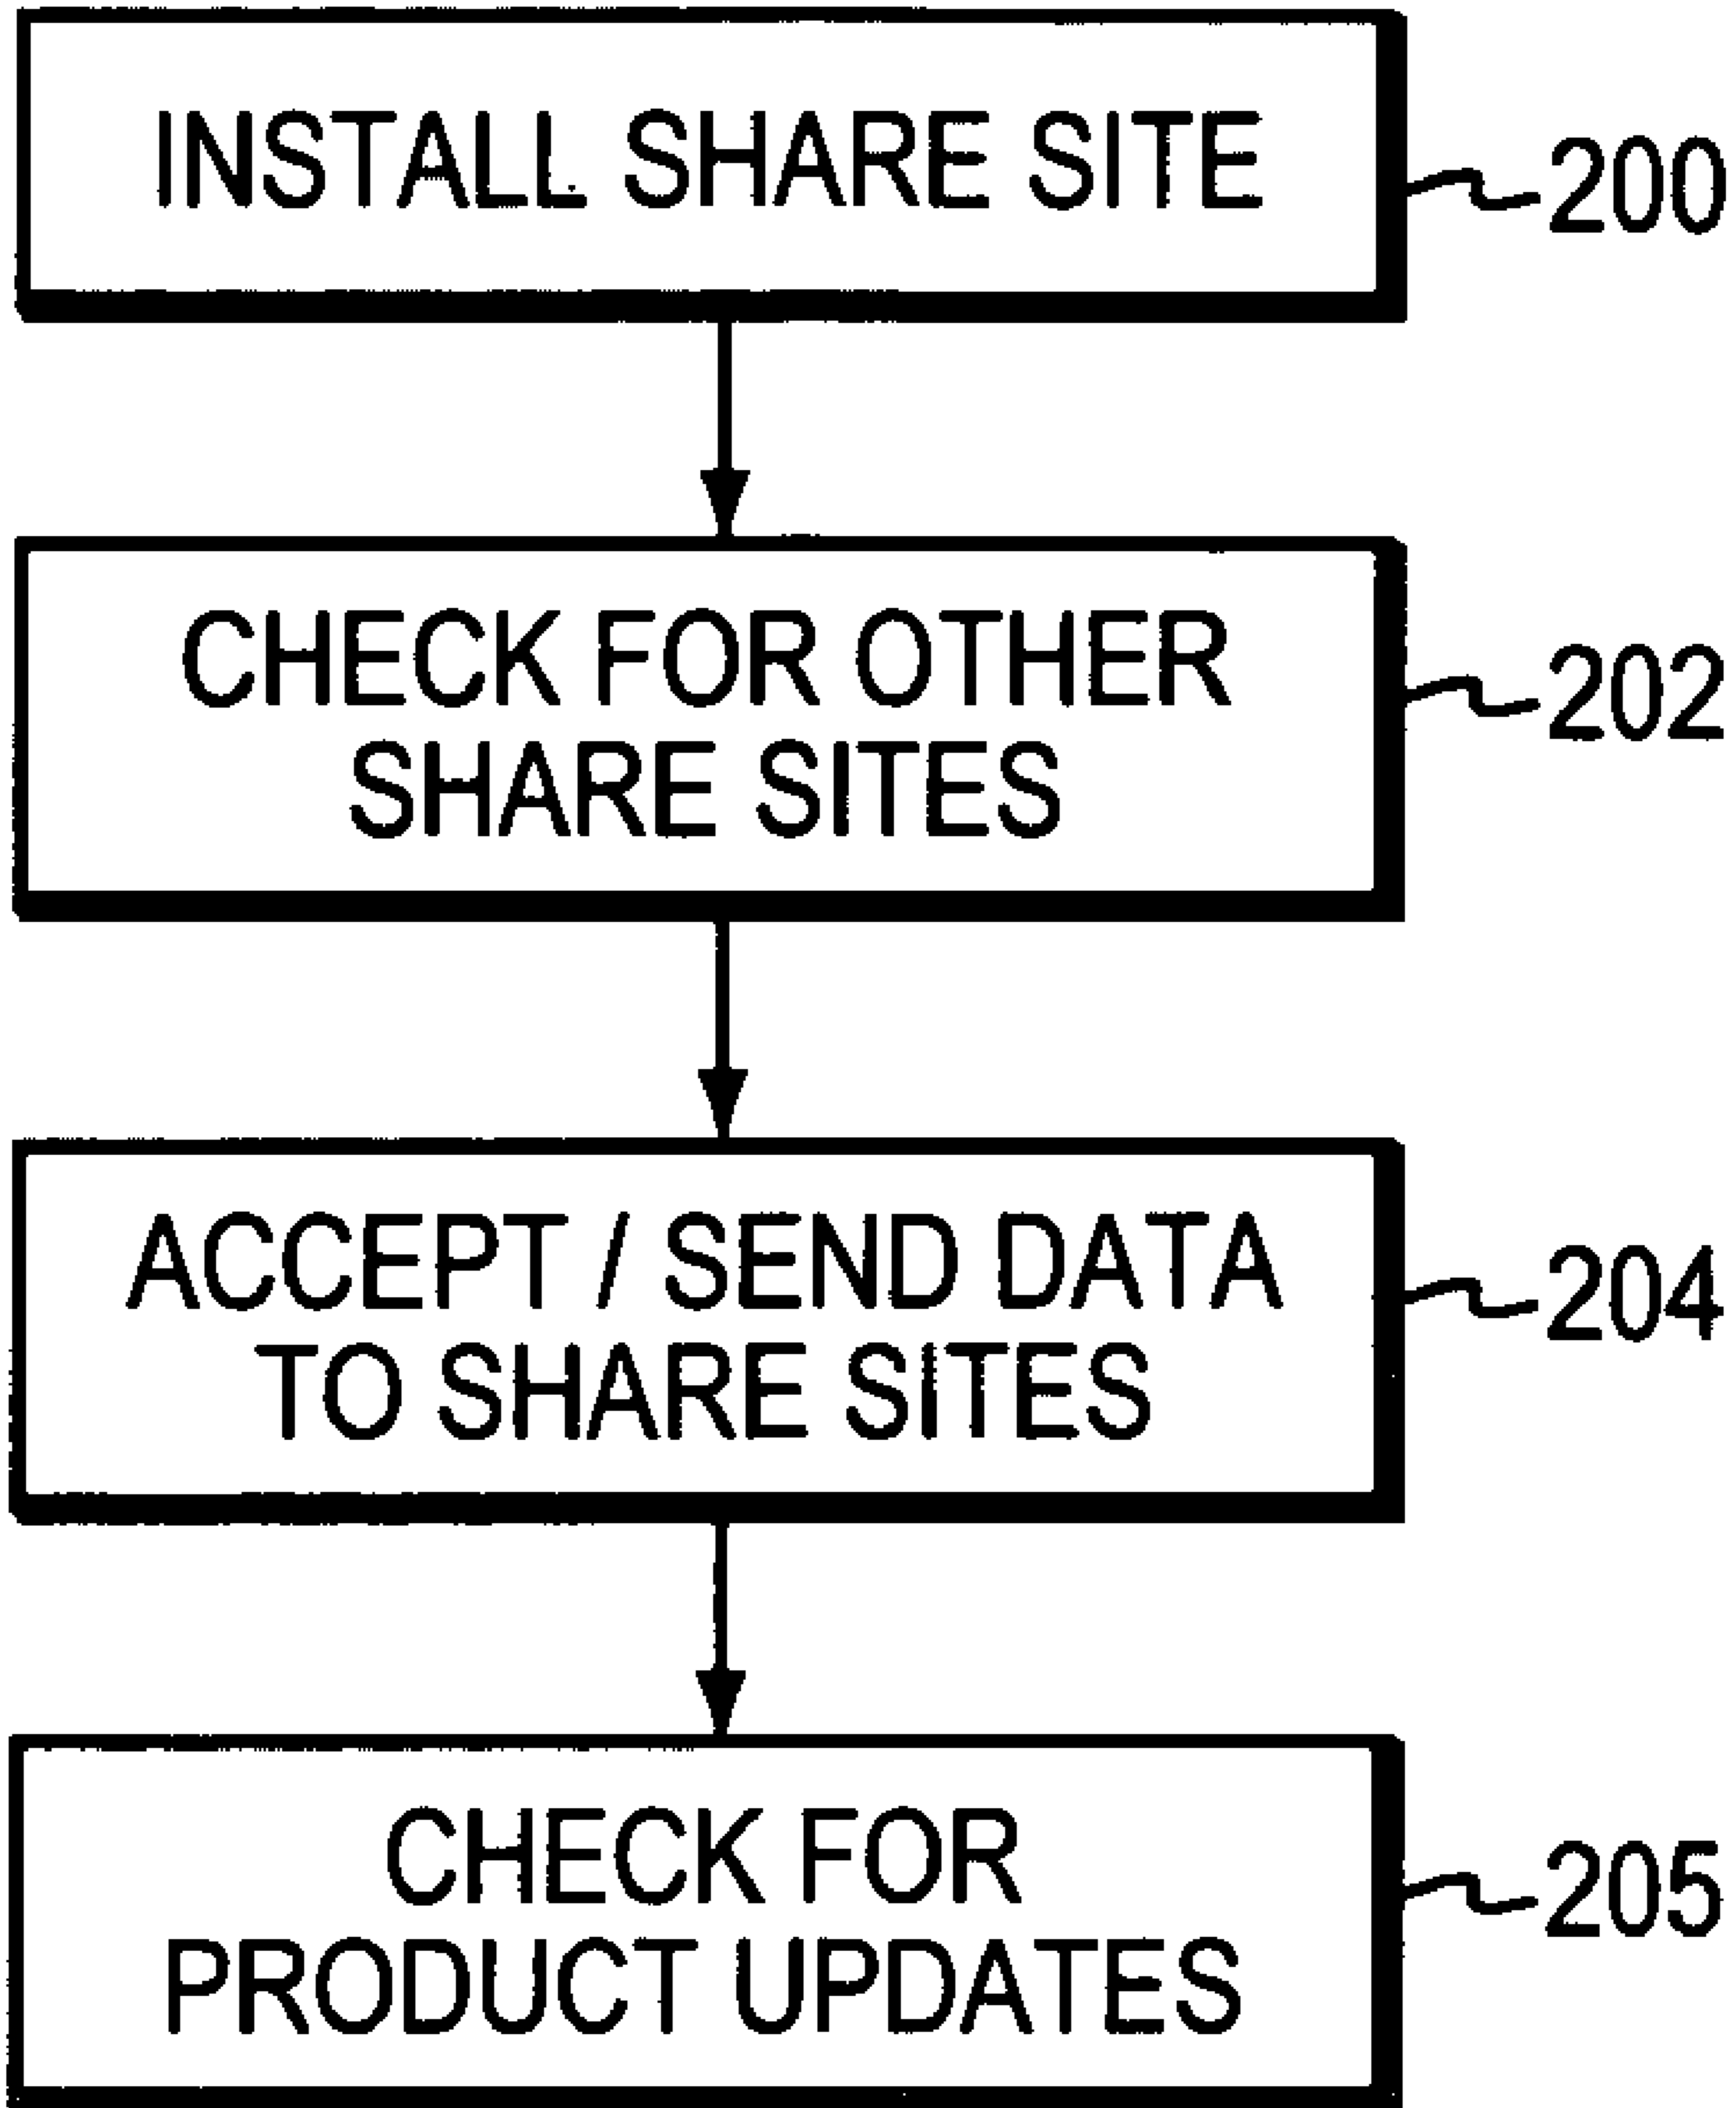 INSTALL SHARE SITE
200
CHECK FOR OTHER
SHARE SITES
202
ACCEPT / SEND DATA
TO SHARE SITES
204
CHECK FOR
PRODUCT UPDATES
205